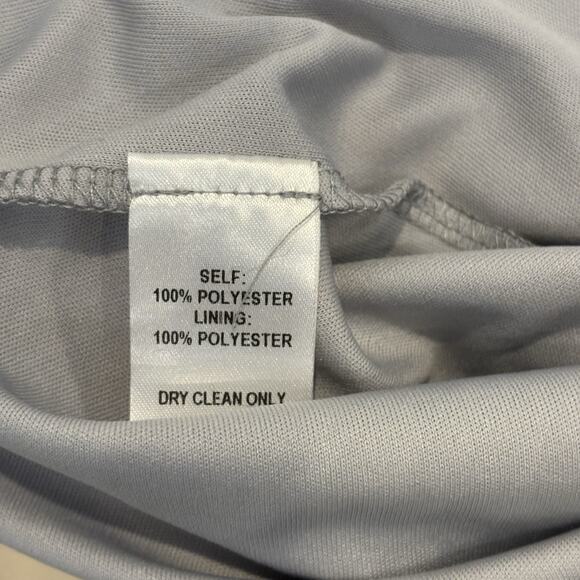 SELF:
100% POLYESTER
LINING:
100% POLYESTER
DRY CLEAN ONLY